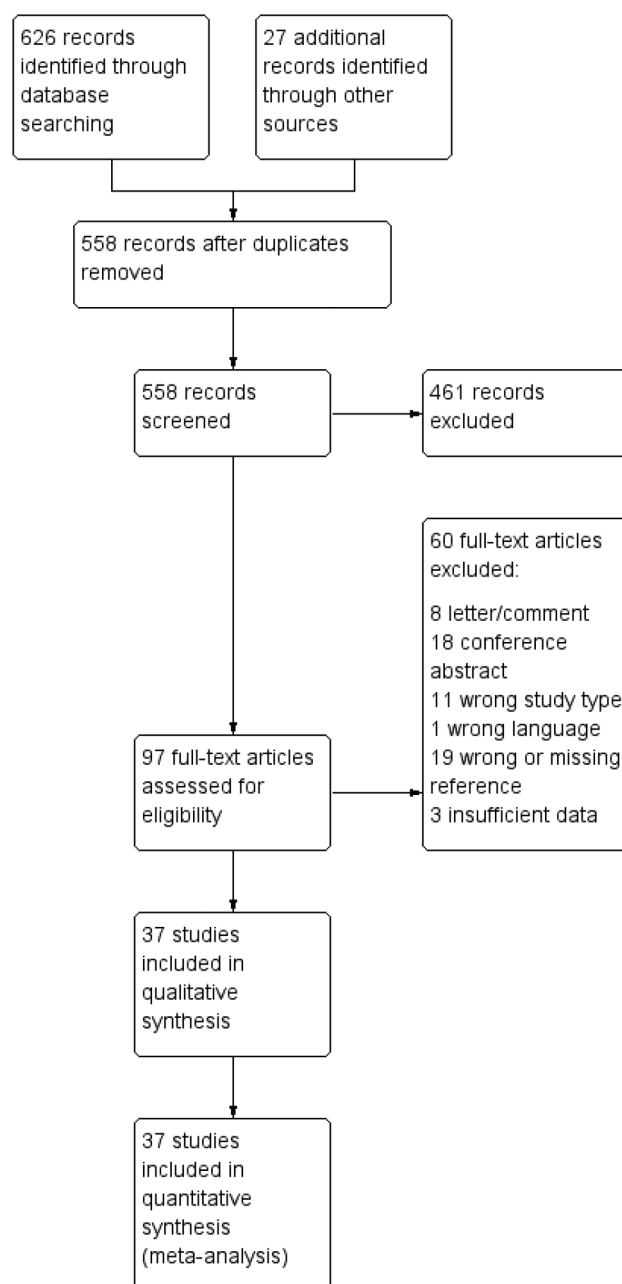 626 records
identified through
database
searching
27 additional
records identified
through other
sources
558 records after duplicates
removed
558 records
screened
461 records
excluded
60 full-text articles
excluded:
8 letter/comment
18 conference
abstract
11 wrong study type
1 wrong language
19 wrong or missing
reference
3 insufficient data
97 full-text articles
assessed for
eligibility
37 studies
included in
qualitative
synthesis
37 studies
included in
quantitative
synthesis
(meta-analysis)